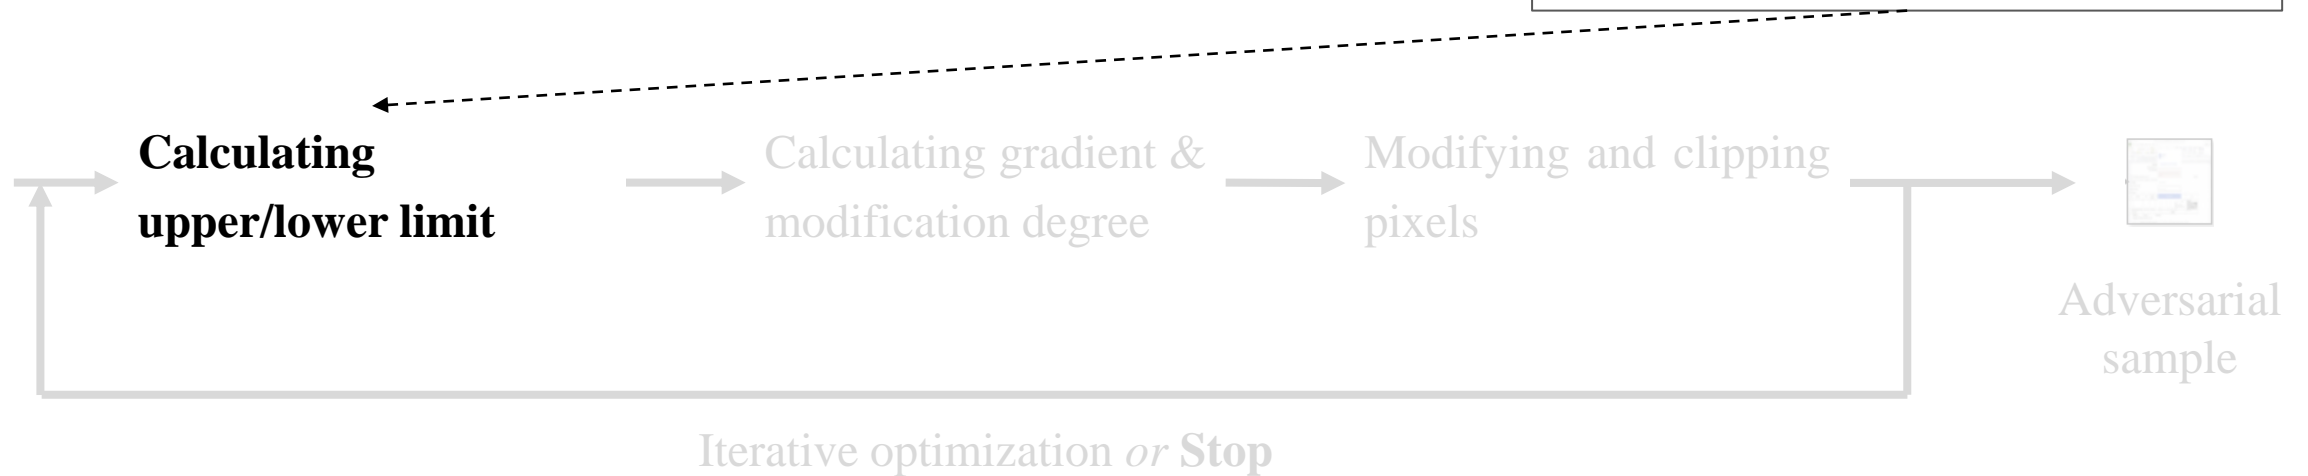 Calculating
upper/lower limit
Calculating gradient &
modification degree
Modifying and clipping
pixels
Adversarial
sample
Iterative optimization or Stop